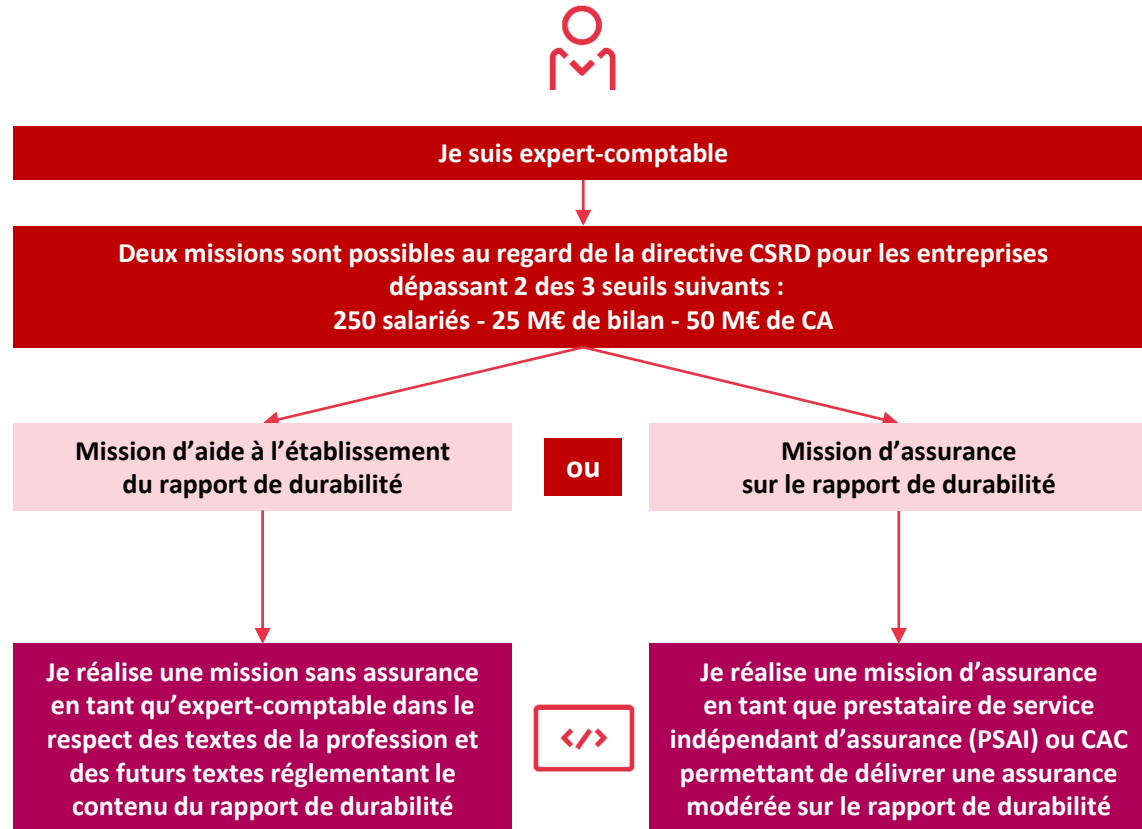 Je suis expert-comptable
Deux missions sont possibles au regard de la directive CSRD pour les entreprises
dépassant 2 des 3 seuils suivants :
250 salariés - 25 M€ de bilan - 50 M€ de CA
Mission d’aide à l’établissement
du rapport de durabilité
ou
Mission d’assurance
sur le rapport de durabilité
Je réalise une mission sans assurance
en tant qu’expert-comptable dans le
respect des textes de la profession et
des futurs textes réglementant le
contenu du rapport de durabilité
</>
Je réalise une mission d’assurance
en tant que prestataire de service
indépendant d’assurance (PSAI) ou CAC
permettant de délivrer une assurance
modérée sur le rapport de durabilité